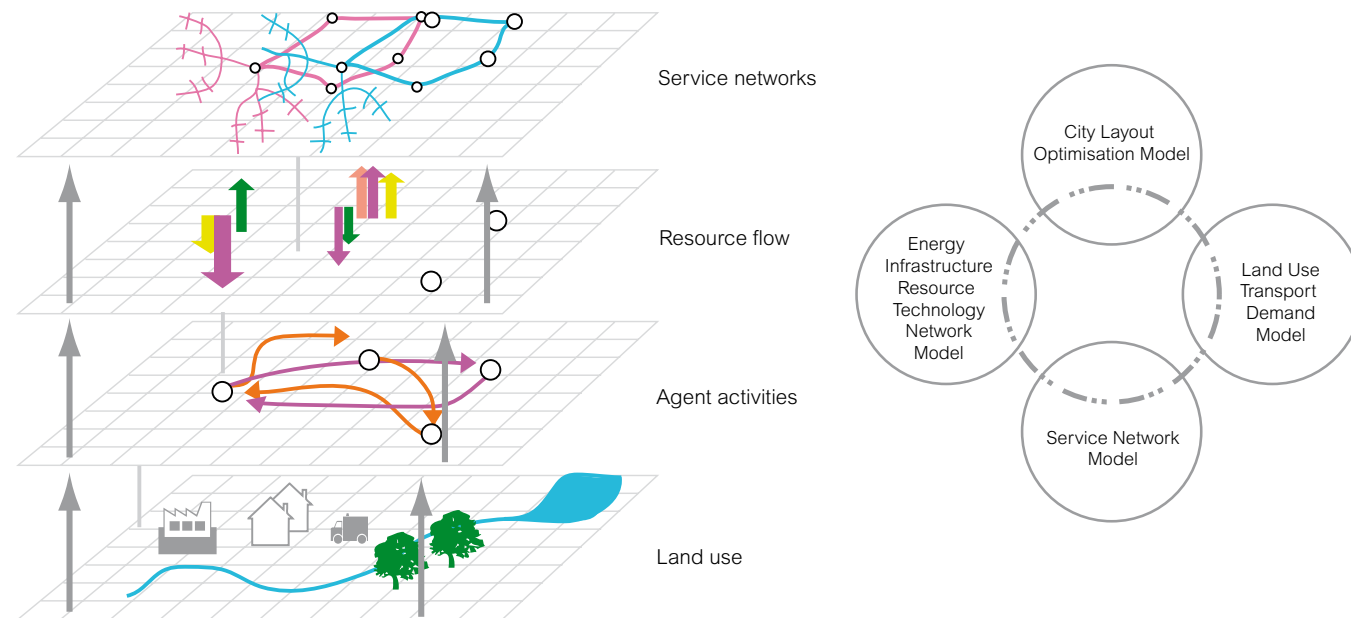 Service networks
Resource flow
Agent activities
Land use
City Layout
Optimisation Model
Energy
Infrastructure
Resource
Technology
Network
Model
Land Use
Transport
Demand
Model
Service Network
Model